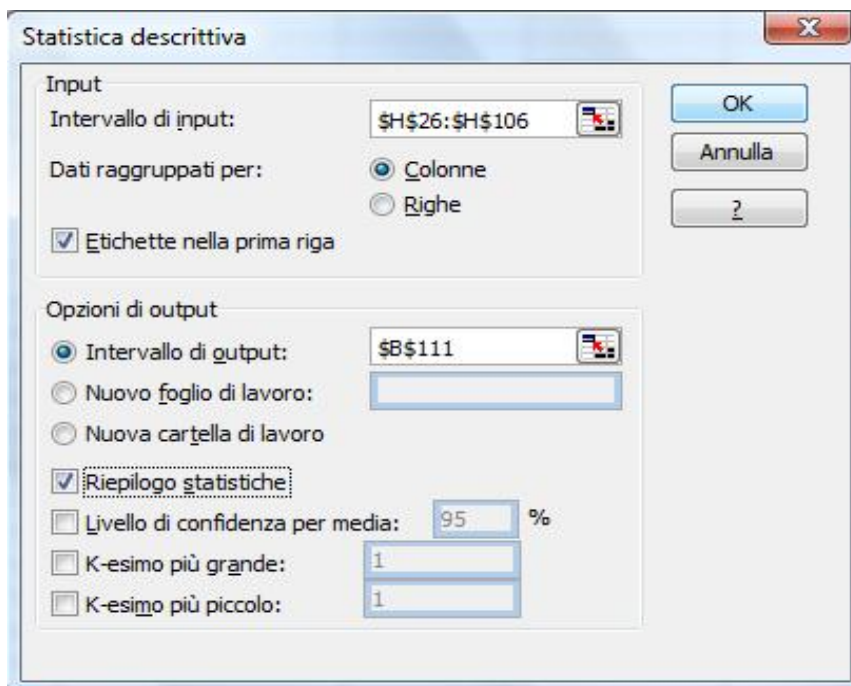 Statistica descrittiva
Input
Intervallo di input: $H$26:$H$106
Dati raggruppati per: Colonne
Righe
Etichette nella prima riga
OK
Annulla
?
Opzioni di output
Intervallo di output: $B$111
Nuovo foglio di lavoro:
Nuova cartella di lavoro
Riepilogo statistiche
Livello di confidenza per media: 95 %
K-esimo più grande: 1
K-esimo più piccolo: 1